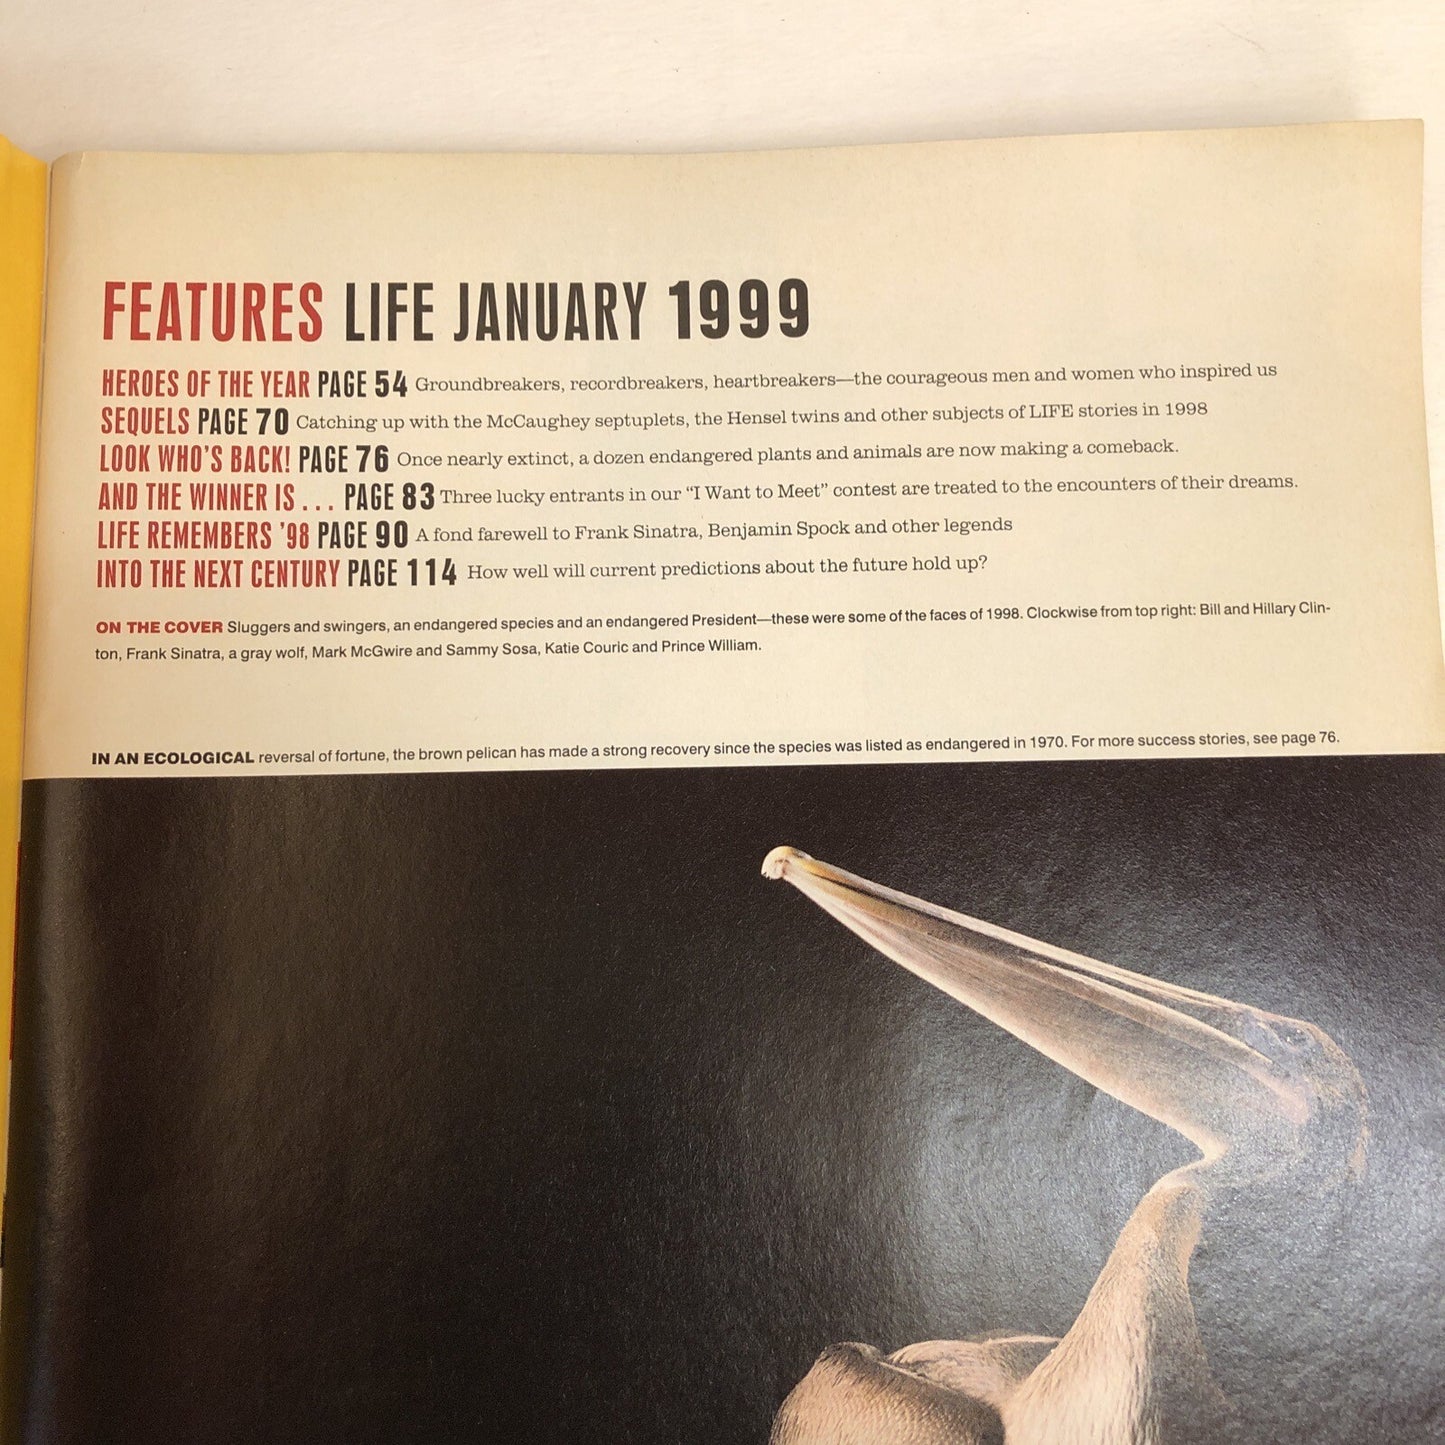 FEATURES LIFE JANUARY 1999
HEROES OF THE YEAR PAGE 54 Groundbreakers, recordbreakers, heartbreakers—the courageous men and women who inspired us
SEQUELS PAGE 70 Catching up with the McCaughey septuplets, the Hensel twins and other subjects of LIFE stories in 1998
LOOK WHO'S BACK! PAGE 76 Once nearly extinct, a dozen endangered plants and animals are now making a comeback.
AND THE WINNER IS . . . PAGE 83 Three lucky entrants in our “I Want to Meet” contest are treated to the encounters of their dreams.
LIFE REMEMBERS '98 PAGE 90 A fond farewell to Frank Sinatra, Benjamin Spock and other legends
INTO THE NEXT CENTURY PAGE 114 How well will current predictions about the future hold up?
ON THE COVER Sluggers and swingers, an endangered species and an endangered President—these were some of the faces of 1998. Clockwise from top right: Bill and Hillary Clin-
ton, Frank Sinatra, a gray wolf, Mark McGwire and Sammy Sosa, Katie Couric and Prince William.
IN AN ECOLOGICAL reversal of fortune, the brown pelican has made a strong recovery since the species was listed as endangered in 1970. For more success stories, see page 76.